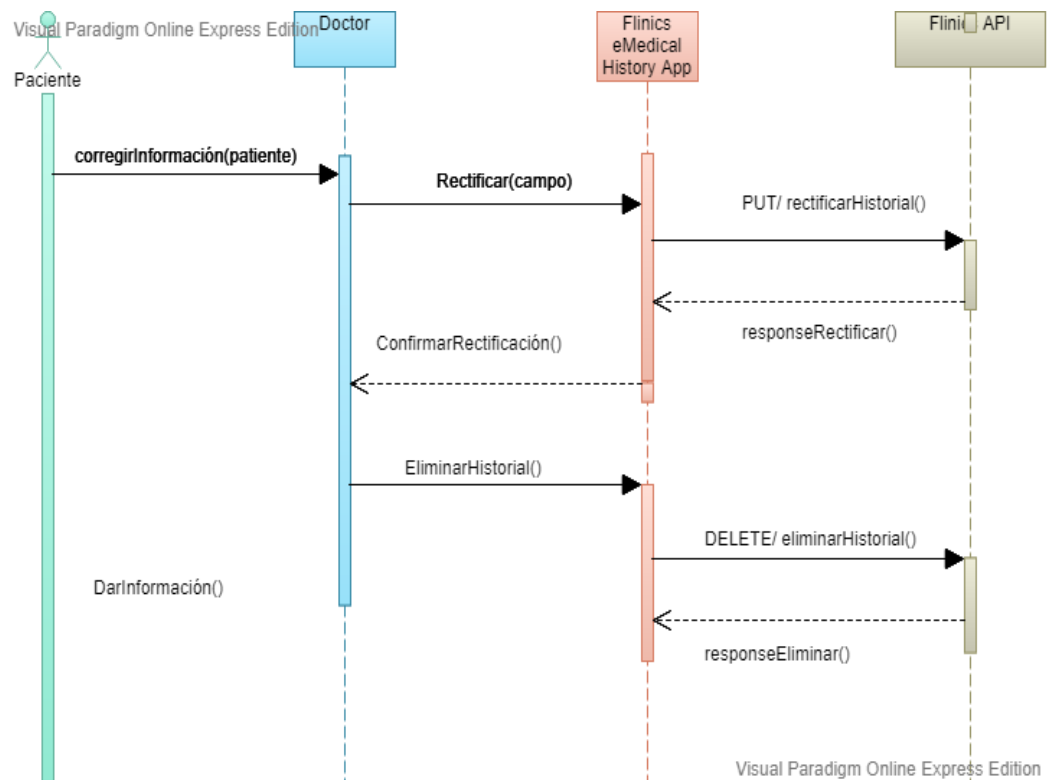 Visual Paradigm Online Express Edition
Doctor
Flinics
eMedical
History App
Flinics API
Paciente
corregirInformación(patiente)
Rectificar(campo)
PUT/ rectificarHistorial()
responseRectificar()
ConfirmarRectificación()
EliminarHistorial()
DELETE/ eliminarHistorial()
DarInformación()
responseEliminar()
Visual Paradigm Online Express Edition